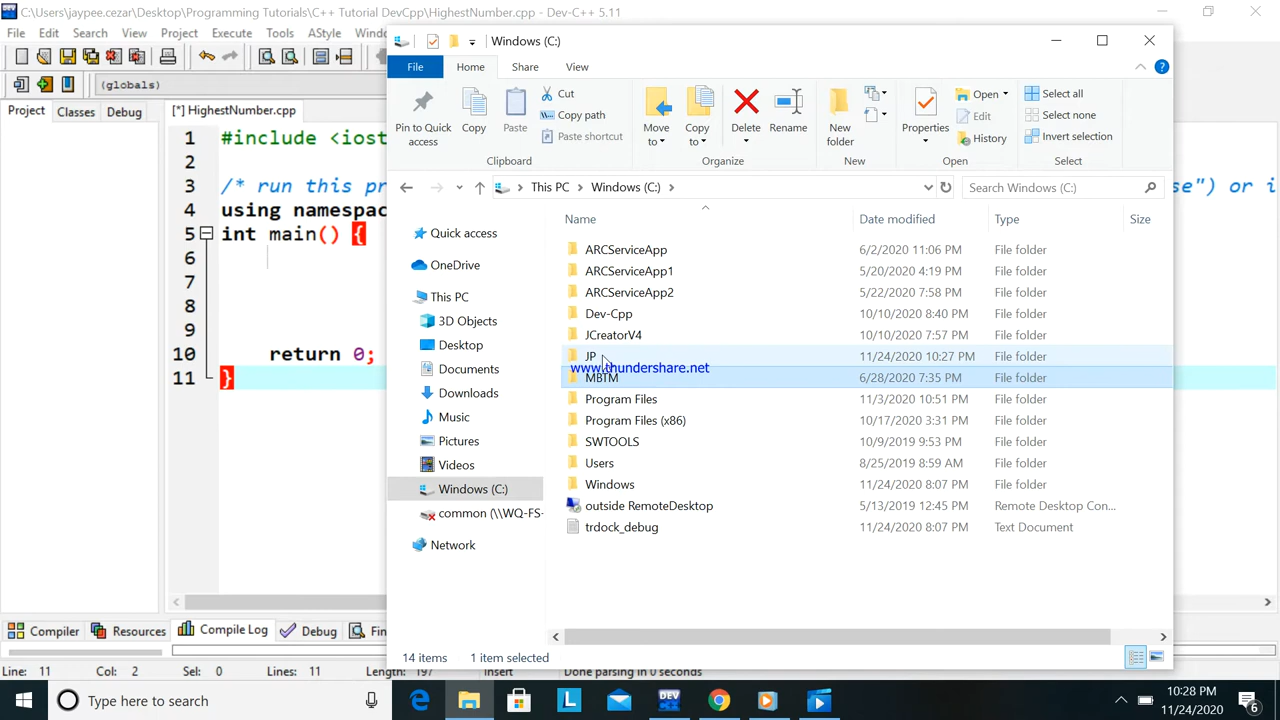 C:\Users\jaypee.cezar\Desktop\Programming Tutorials\C++ Tutorial DevCpp\HighestNumber.cpp - Dev-C++ 5.11
File Edit Search View Project Execute Tools AStyle Windo
Windows (C:)
File Home Share View
Pin to Quick access
Copy
Paste
Cut
Copy path
Paste shortcut
Clipboard
Move to
Copy to
Delete
Rename
Organize
New folder
New
Properties
Open
Edit
History
Open
Select all
Select none
Invert selection
Select
(globals)
Project Classes Debug
[*] HighestNumber.cpp
This PC > Windows (C:) >
Search Windows (C:)
1 #include <iost
2
3 /* run this pr se") or i
4 using namespac
5 int main() {
6
7
8
9
10 return 0;
11 }
Quick access
OneDrive
This PC
3D Objects
Desktop
Documents
Downloads
Music
Pictures
Videos
Windows (C:)
common (\\WQ-FS-
Network
Name Date modified Type Size
ARCServiceApp 6/2/2020 11:06 PM File folder
ARCServiceApp1 5/20/2020 4:19 PM File folder
ARCServiceApp2 5/22/2020 7:58 PM File folder
Dev-Cpp 10/10/2020 8:40 PM File folder
JCreatorV4 10/10/2020 7:57 PM File folder
JP 11/24/2020 10:27 PM File folder
www.thundershare.net
MBTM 6/28/2020 7:35 PM File folder
Program Files 11/3/2020 10:51 PM File folder
Program Files (x86) 10/17/2020 3:31 PM File folder
SWTOOLS 10/9/2019 9:53 PM File folder
Users 8/25/2019 8:59 AM File folder
Windows 11/24/2020 8:07 PM File folder
outside RemoteDesktop 5/13/2019 12:45 PM Remote Desktop Con...
trdock_debug 11/24/2020 8:07 PM Text Document
14 items 1 item selected
Compiler Resources Compile Log Debug Fin
Line: 11 Col: 2 Sel: 0 Lines: 11 Length: 197 Insert Done parsing in 0 seconds
Type here to search
10:28 PM
11/24/2020
6